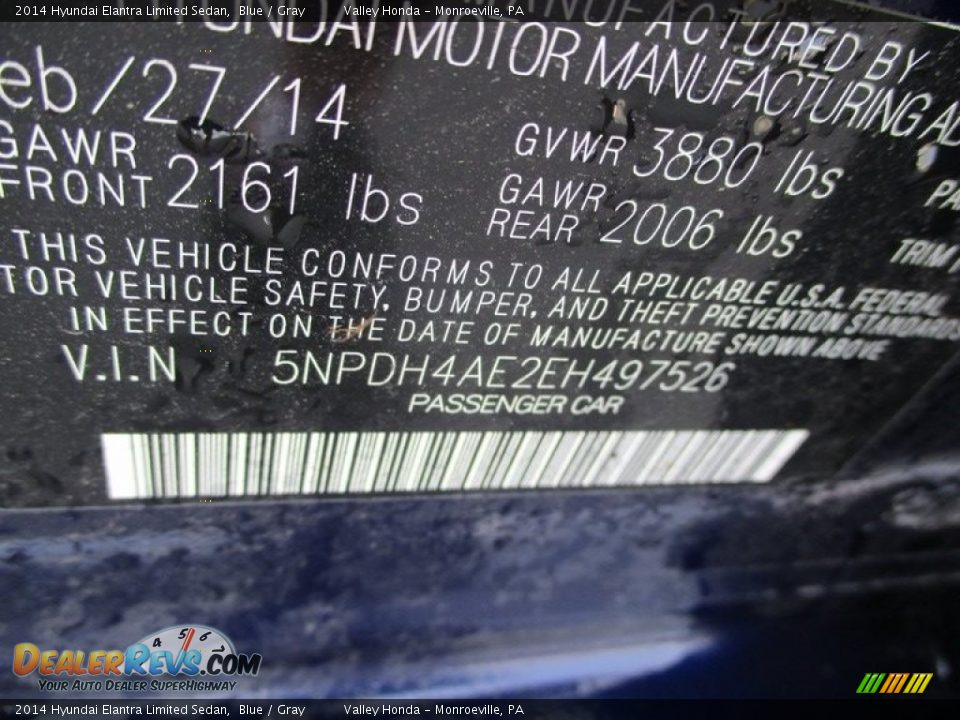 2014 Hyundai Elantra Limited Sedan, Blue / Gray Valley Honda - Monroeville, PA
MANUFACTURED BY
HYUNDAI MOTOR MANUFACTURING
eb/27/14
GAWR FRONT 2161 lbs
GVWR 3880 lbs
GAWR REAR 2006 lbs
TRIM
THIS VEHICLE CONFORMS TO ALL APPLICABLE U.S.A. FEDERAL
TOR VEHICLE SAFETY, BUMPER, AND THEFT PREVENTION STANDARDS
IN EFFECT ON THE DATE OF MANUFACTURE SHOWN ABOVE
V.I.N 5NPDH4AE2EH497526
PASSENGER CAR
DEALERREVS.COM
YOUR AUTO DEALER SUPERHIGHWAY
2014 Hyundai Elantra Limited Sedan, Blue / Gray Valley Honda - Monroeville, PA